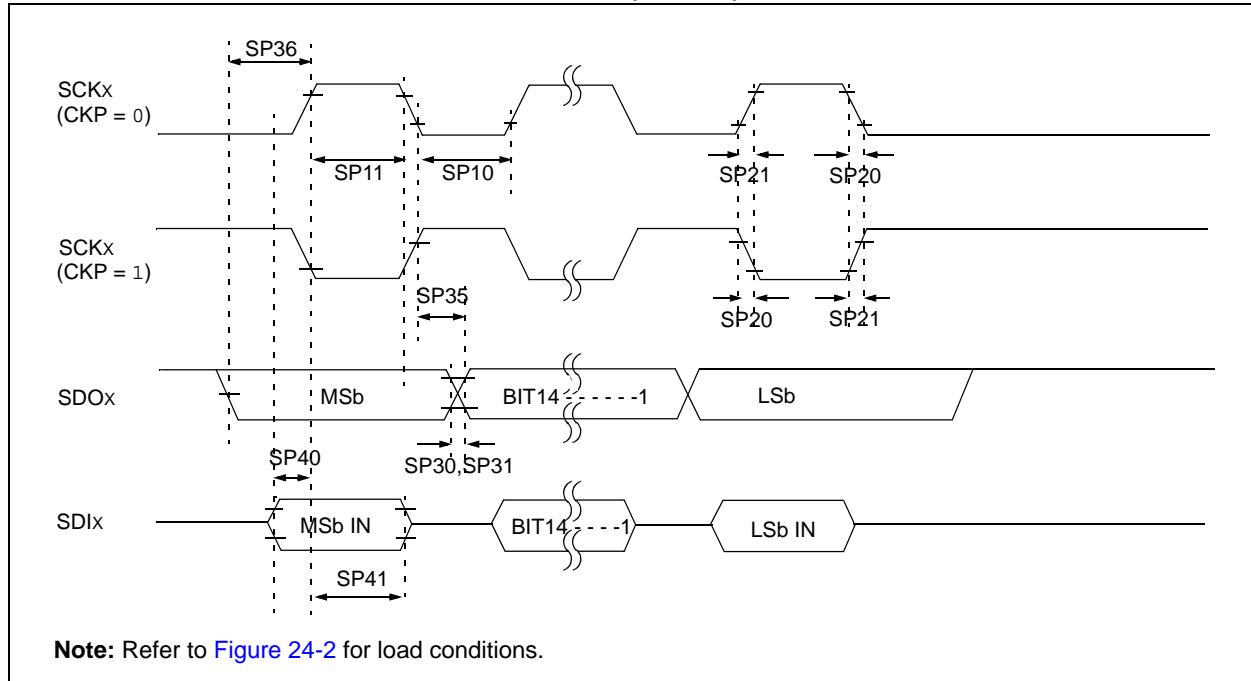 SP36
SCKx
(CKP = 0)
SP11
SP10
SP21
SP20
SCKx
(CKP = 1)
SP35
SP20
SP21
SDOx
MSb
BIT14 - - - - - -1
LSb
SP40
SP30,SP31
SDIx
MSb IN
BIT14 - - - -1
LSb IN
SP41
Note: Refer to Figure 24-2 for load conditions.